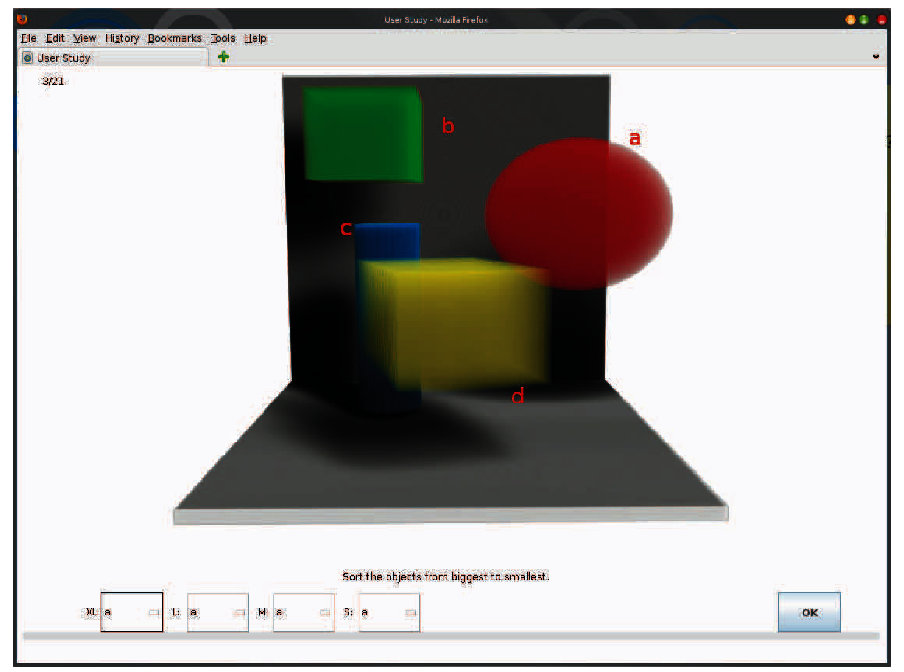 User Study - Mozilla Firefox
File Edit View History Bookmarks Tools Help
User Study
3/21
b
a
c
d
Sort the objects from biggest to smallest.
XL: a L: a M: a S: a OK